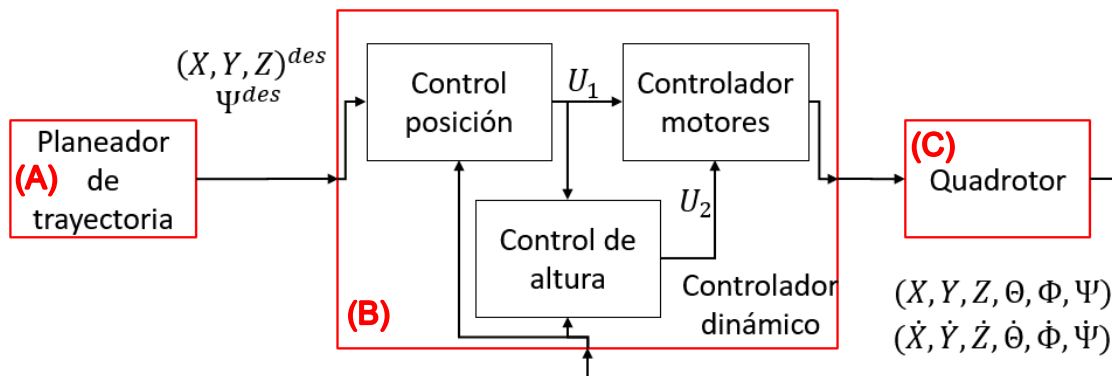 (X, Y, Z)^{des}
Ψ^{des}
Planeador
de
trayectoria
(A)
Control
posición
U_1
Controlador
motores
U_2
Control de
altura
Controlador
dinámico
(B)
(C)
Quadrotor
(X, Y, Z, Θ, Φ, Ψ)
(Ẋ, Ẏ, Ż, Θ̇, Φ̇, Ψ̇)